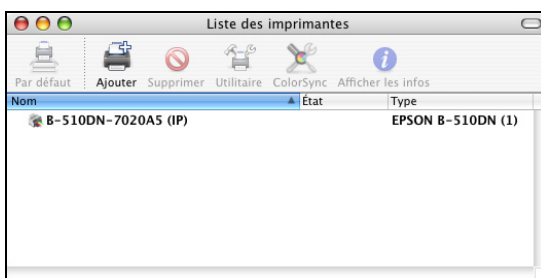 Liste des imprimantes
Par défaut Ajouter Supprimer Utilitaire ColorSync Afficher les infos
Nom État Type
B-510DN-7020A5 (IP) EPSON B-510DN (1)